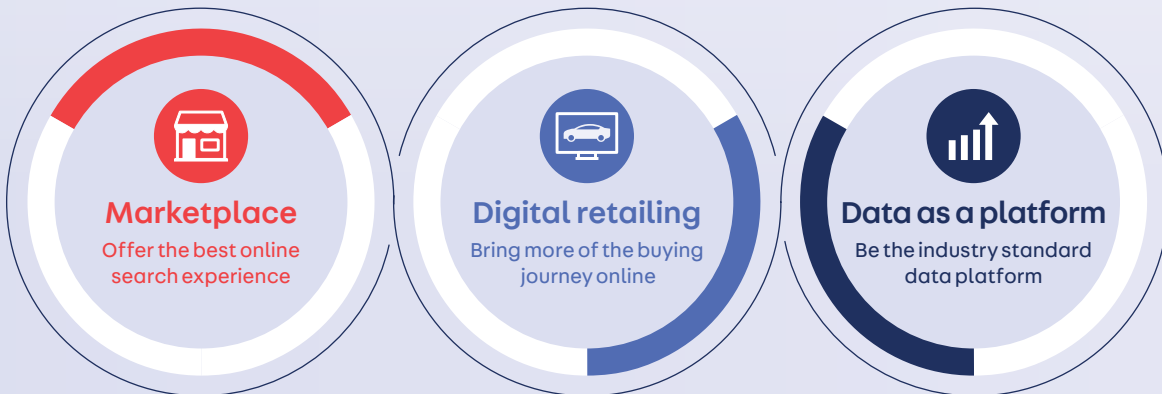 Marketplace
Offer the best online
search experience
Digital retailing
Bring more of the buying
journey online
Data as a platform
Be the industry standard
data platform